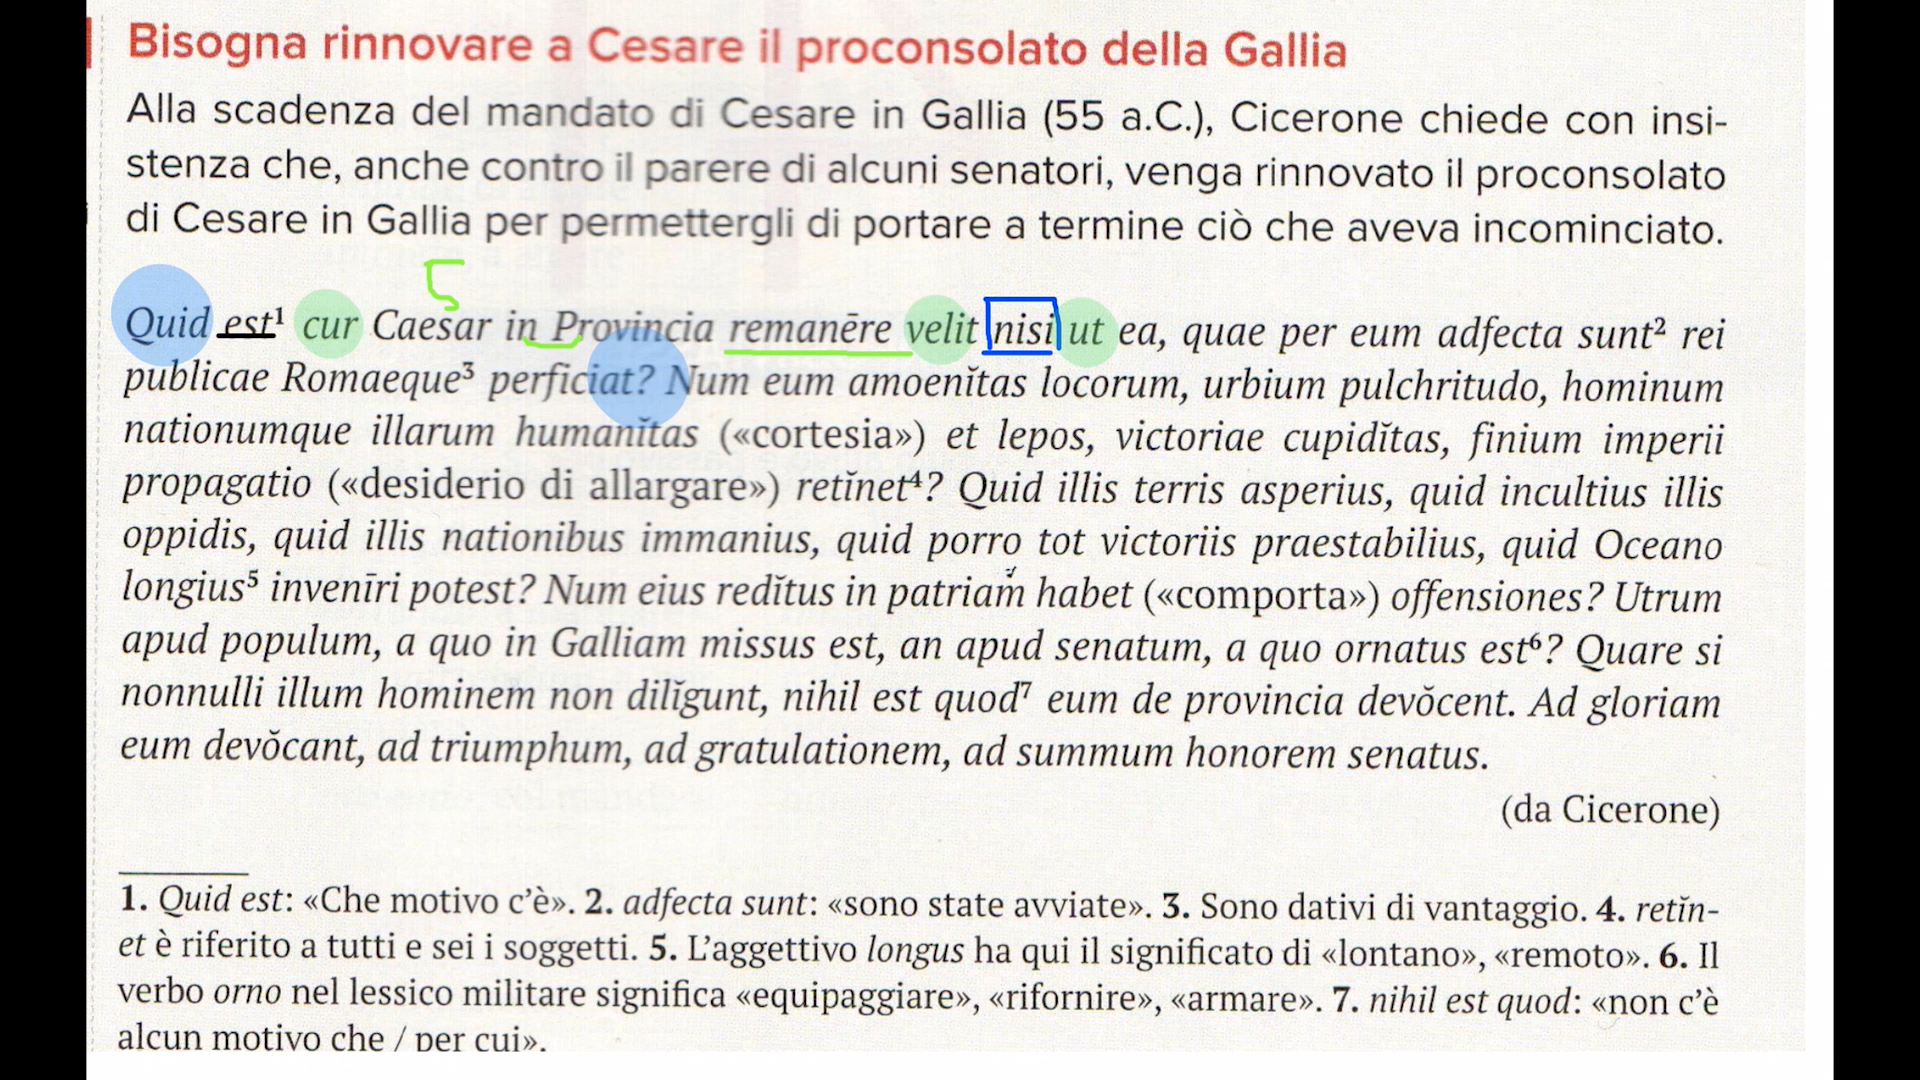 Bisogna rinnovare a Cesare il proconsolato della Gallia
Alla scadenza del mandato di Cesare in Gallia (55 a.C.), Cicerone chiede con insi-
stenza che, anche contro il parere di alcuni senatori, venga rinnovato il proconsolato
di Cesare in Gallia per permettergli di portare a termine ciò che aveva incominciato.
Quid est¹ cur Caesar in Provincia remanēre velit nisi ut ea, quae per eum adfecta sunt² rei
publicae Romaeque³ perficiat? Num eum amoenĭtas locorum, urbium pulchritudo, hominum
nationumque illarum humanĭtas («cortesia») et lepos, victoriae cupidĭtas, finium imperii
propagatio («desiderio di allargare») retĭnet⁴? Quid illis terris asperius, quid incultius illis
oppidis, quid illis nationibus immanius, quid porro tot victoriis praestabilius, quid Oceano
longius⁵ invenīri potest? Num eius redĭtus in patriam habet («comporta») offensiones? Utrum
apud populum, a quo in Galliam missus est, an apud senatum, a quo ornatus est⁶? Quare si
nonnulli illum hominem non dilĭgunt, nihil est quod⁷ eum de provincia devŏcent. Ad gloriam
eum devŏcant, ad triumphum, ad gratulationem, ad summum honorem senatus.
(da Cicerone)
1. Quid est: «Che motivo c'è». 2. adfecta sunt: «sono state avviate». 3. Sono dativi di vantaggio. 4. retĭn-
et è riferito a tutti e sei i soggetti. 5. L'aggettivo longus ha qui il significato di «lontano», «remoto». 6. Il
verbo orno nel lessico militare significa «equipaggiare», «rifornire», «armare». 7. nihil est quod: «non c'è
alcun motivo che / per cui».